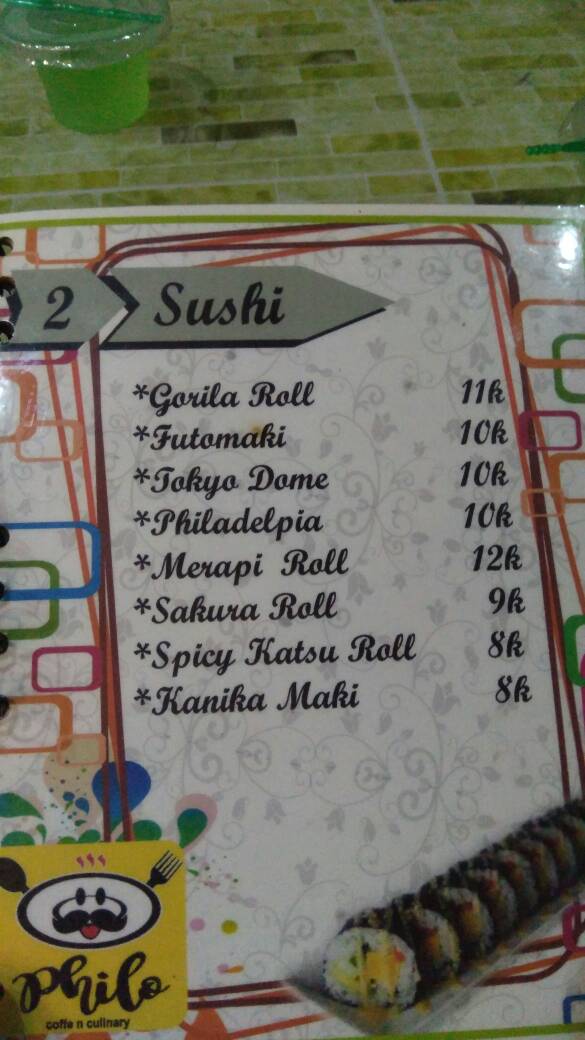 2 Sushi
*Gorila Roll 11k
*Futomaki 10k
*Tokyo Dome 10k
*Philadelpia 10k
*Merapi Roll 12k
*Sakura Roll 9k
*Spicy Katsu Roll 8k
*Kanika Maki 8k
Philo
coffe n culinary